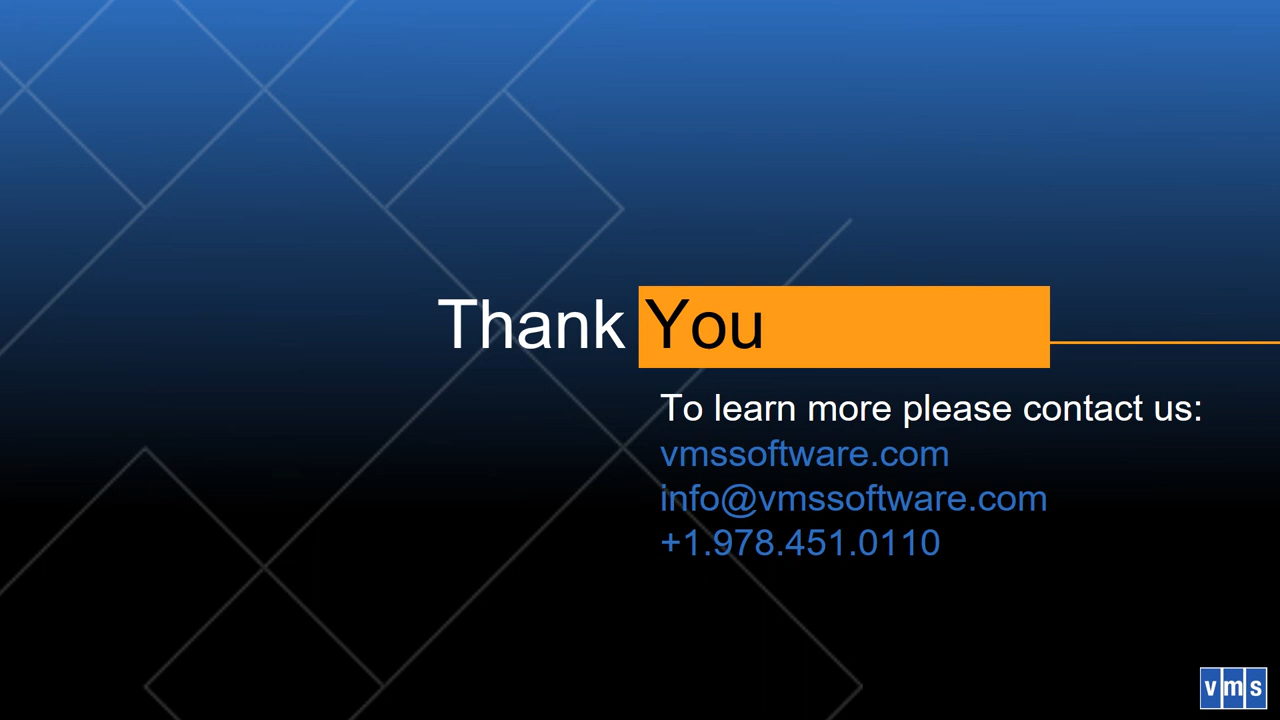 Thank You
To learn more please contact us:
vmssoftware.com
info@vmssoftware.com
+1.978.451.0110
vms